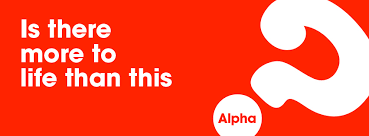 Is there
more to
life than this
Alpha